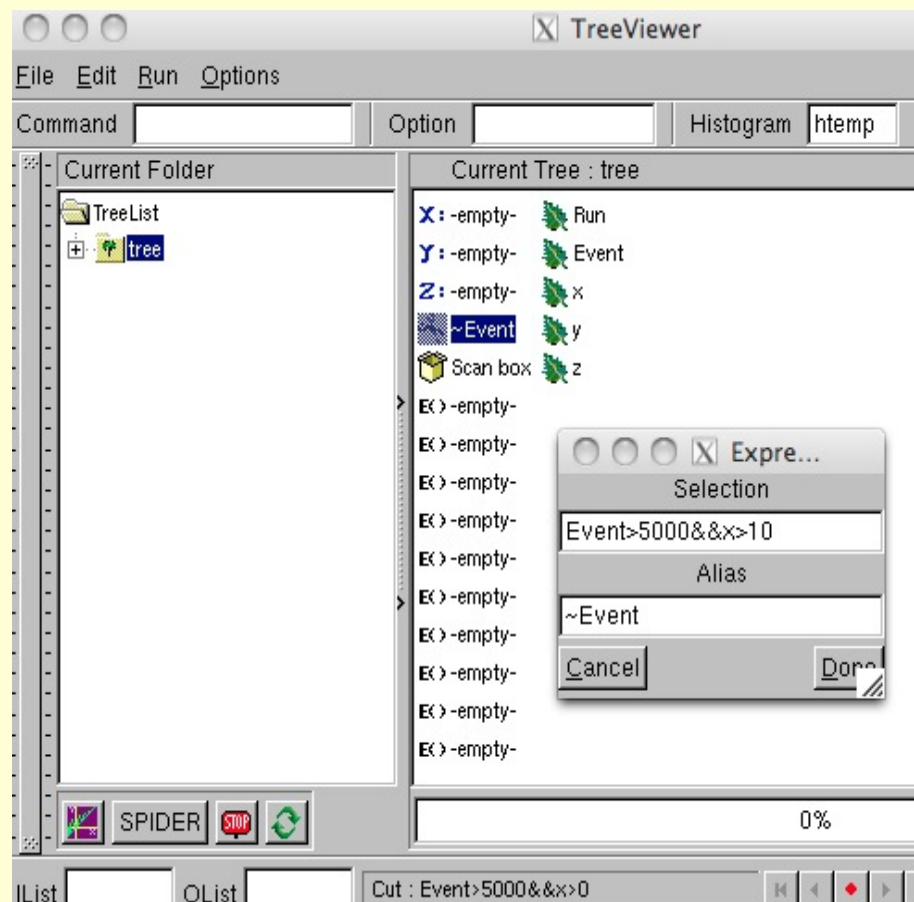 TreeViewer
File Edit Run Options
Command Option Histogram htemp
Current Folder
TreeList
tree
Current Tree : tree
X: -empty- Run
Y: -empty- Event
Z: -empty- x
~Event y
Scan box z
E() -empty-
E() -empty-
E() -empty-
E() -empty-
E() -empty-
E() -empty-
E() -empty-
E() -empty-
E() -empty-
E() -empty-
X Expre...
Selection
Event>5000&&x>10
Alias
~Event
Cancel Done
SPIDER STOP
0%
IList OList Cut : Event>5000&&x>0